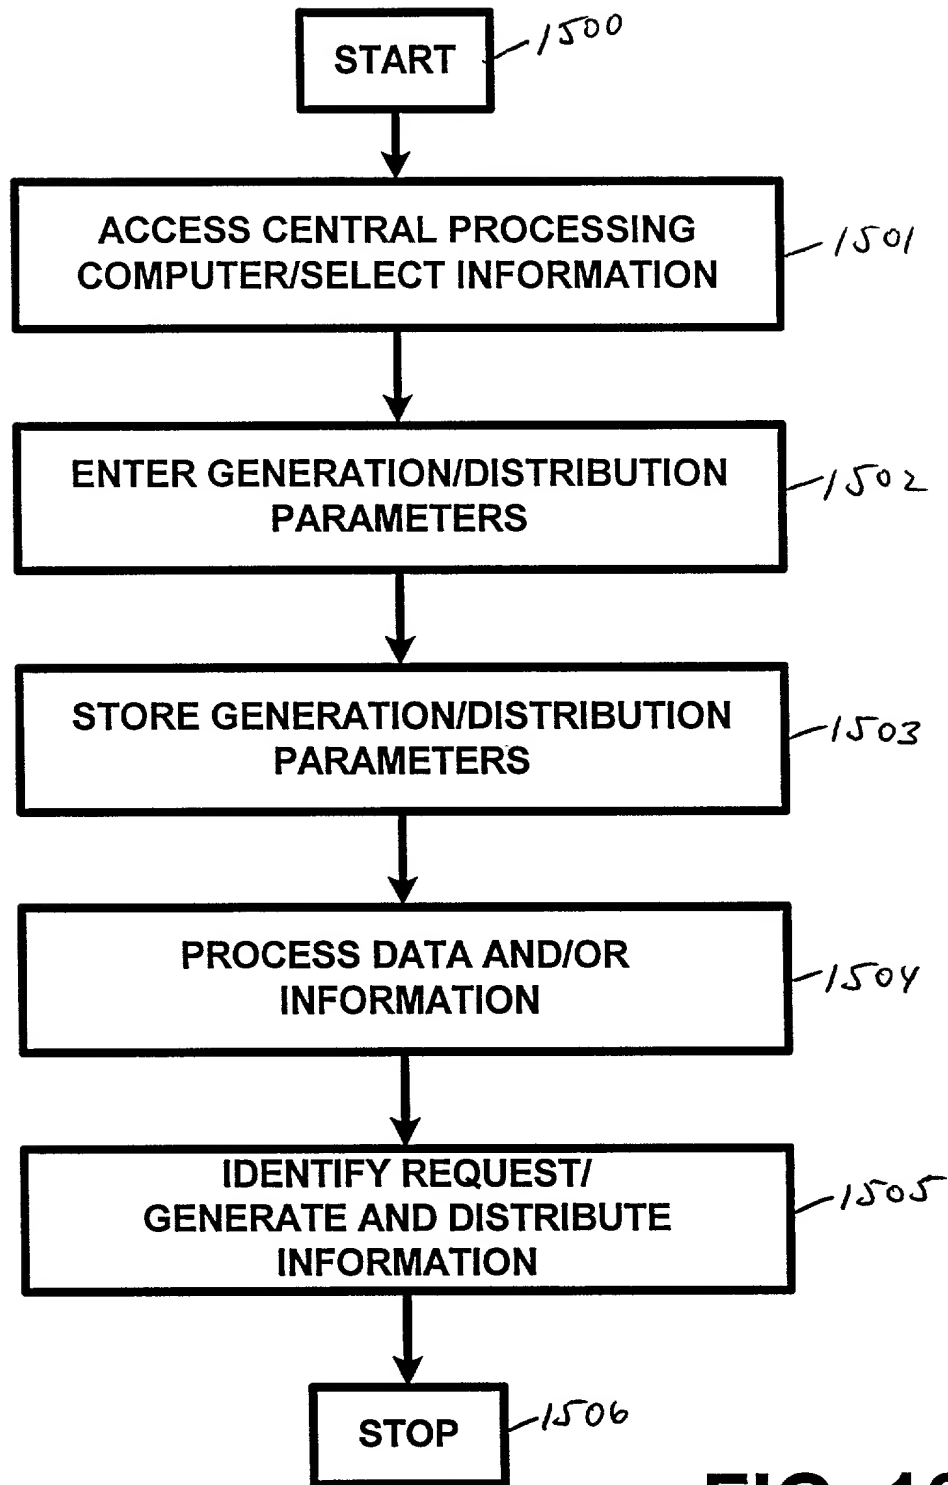 START
1500
ACCESS CENTRAL PROCESSING
COMPUTER/SELECT INFORMATION
1501
ENTER GENERATION/DISTRIBUTION
PARAMETERS
1502
STORE GENERATION/DISTRIBUTION
PARAMETERS
1503
PROCESS DATA AND/OR
INFORMATION
1504
IDENTIFY REQUEST/
GENERATE AND DISTRIBUTE
INFORMATION
1505
STOP
1506
FIG.